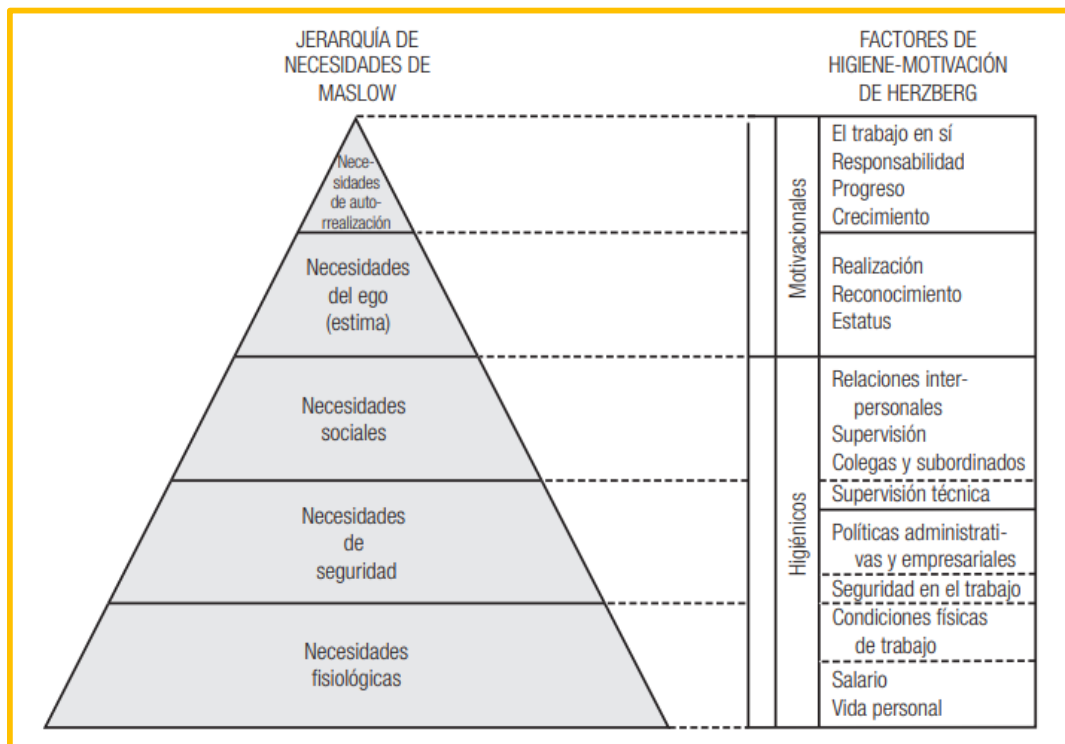 JERARQUÍA DE
NECESIDADES DE
MASLOW
Nece-
sidades
de auto-
rrealización
Necesidades
del ego
(estima)
Necesidades
sociales
Necesidades
de
seguridad
Necesidades
fisiológicas
FACTORES DE
HIGIENE-MOTIVACIÓN
DE HERZBERG
Motivacionales
El trabajo en sí
Responsabilidad
Progreso
Crecimiento
Realización
Reconocimiento
Estatus
Higiénicos
Relaciones inter-
personales
Supervisión
Colegas y subordinados
Supervisión técnica
Políticas administrati-
vas y empresariales
Seguridad en el trabajo
Condiciones físicas
de trabajo
Salario
Vida personal